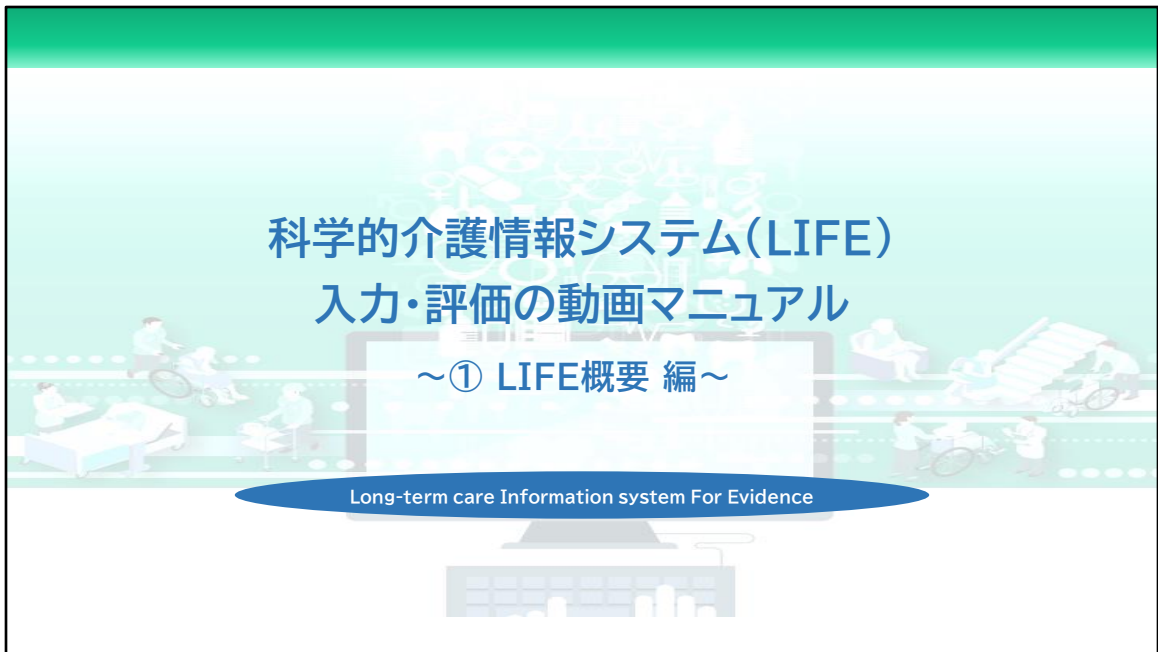 科学的介護情報システム(LIFE)
入力・評価の動画マニュアル
~① LIFE概要 編~
Long-term care Information system For Evidence